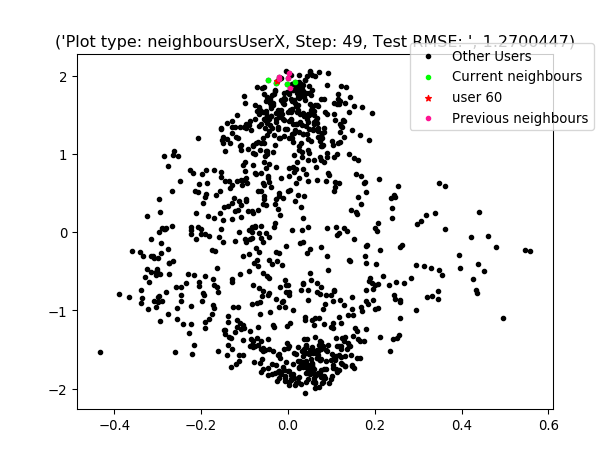 ('Plot type: neighboursUserX, Step: 49, Test RMSE: ', 1.2700447)
Other Users
Current neighbours
user 60
Previous neighbours
2
1
0
−1
−2
−0.4 −0.2 0.0 0.2 0.4 0.6